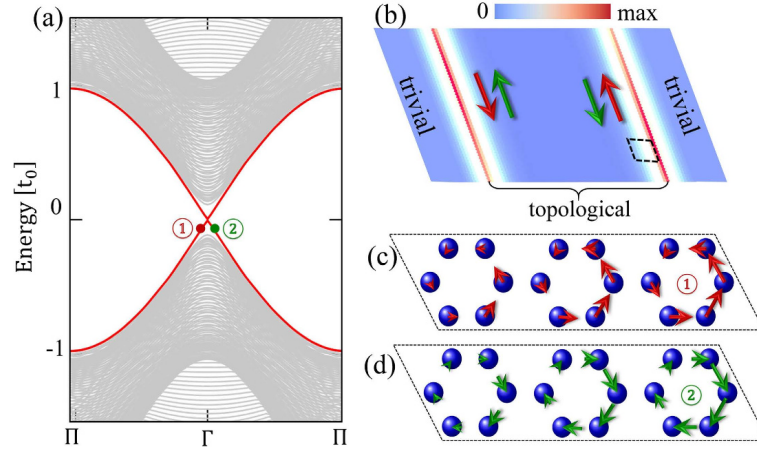 (a)
Energy [t₀]
1
0
-1
① ②
Π Γ Π
(b)
0 max
trivial
trivial
topological
(c)
①
(d)
②